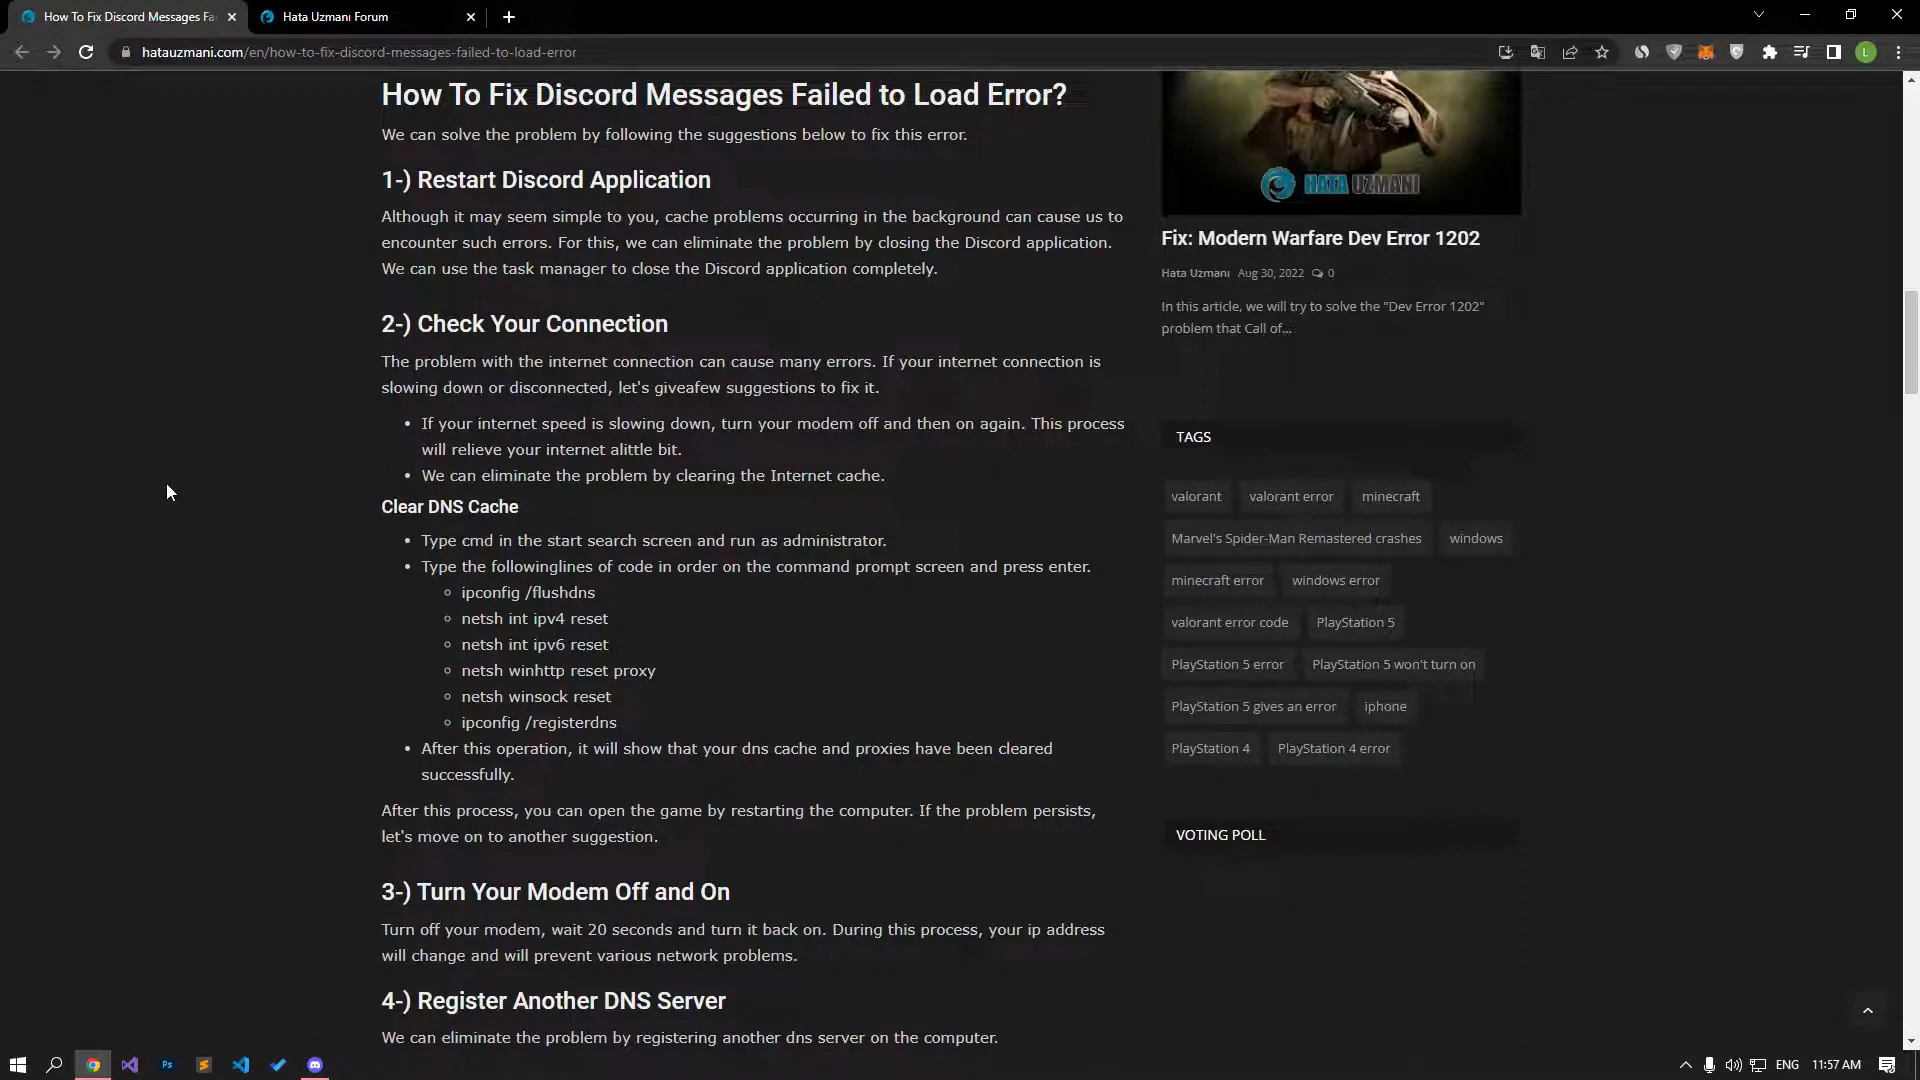 How To Fix Discord Messages Fa
Hata Uzmanı Forum
hatauzmani.com/en/how-to-fix-discord-messages-failed-to-load-error
L
How To Fix Discord Messages Failed to Load Error?
We can solve the problem by following the suggestions below to fix this error.
1-) Restart Discord Application
Although it may seem simple to you, cache problems occurring in the background can cause us to
encounter such errors. For this, we can eliminate the problem by closing the Discord application.
We can use the task manager to close the Discord application completely.
2-) Check Your Connection
The problem with the internet connection can cause many errors. If your internet connection is
slowing down or disconnected, let's giveafew suggestions to fix it.
If your internet speed is slowing down, turn your modem off and then on again. This process
will relieve your internet alittle bit.
We can eliminate the problem by clearing the Internet cache.
Clear DNS Cache
Type cmd in the start search screen and run as administrator.
Type the followinglines of code in order on the command prompt screen and press enter.
ipconfig /flushdns
netsh int ipv4 reset
netsh int ipv6 reset
netsh winhttp reset proxy
netsh winsock reset
ipconfig /registerdns
After this operation, it will show that your dns cache and proxies have been cleared
successfully.
After this process, you can open the game by restarting the computer. If the problem persists,
let's move on to another suggestion.
3-) Turn Your Modem Off and On
Turn off your modem, wait 20 seconds and turn it back on. During this process, your ip address
will change and will prevent various network problems.
4-) Register Another DNS Server
We can eliminate the problem by registering another dns server on the computer.
HATA UZMANI
Fix: Modern Warfare Dev Error 1202
Hata Uzmanı Aug 30, 2022 0
In this article, we will try to solve the "Dev Error 1202"
problem that Call of...
TAGS
valorant valorant error minecraft
Marvel's Spider-Man Remastered crashes windows
minecraft error windows error
valorant error code PlayStation 5
PlayStation 5 error PlayStation 5 won't turn on
PlayStation 5 gives an error iphone
PlayStation 4 PlayStation 4 error
VOTING POLL
Ps
ENG
11:57 AM